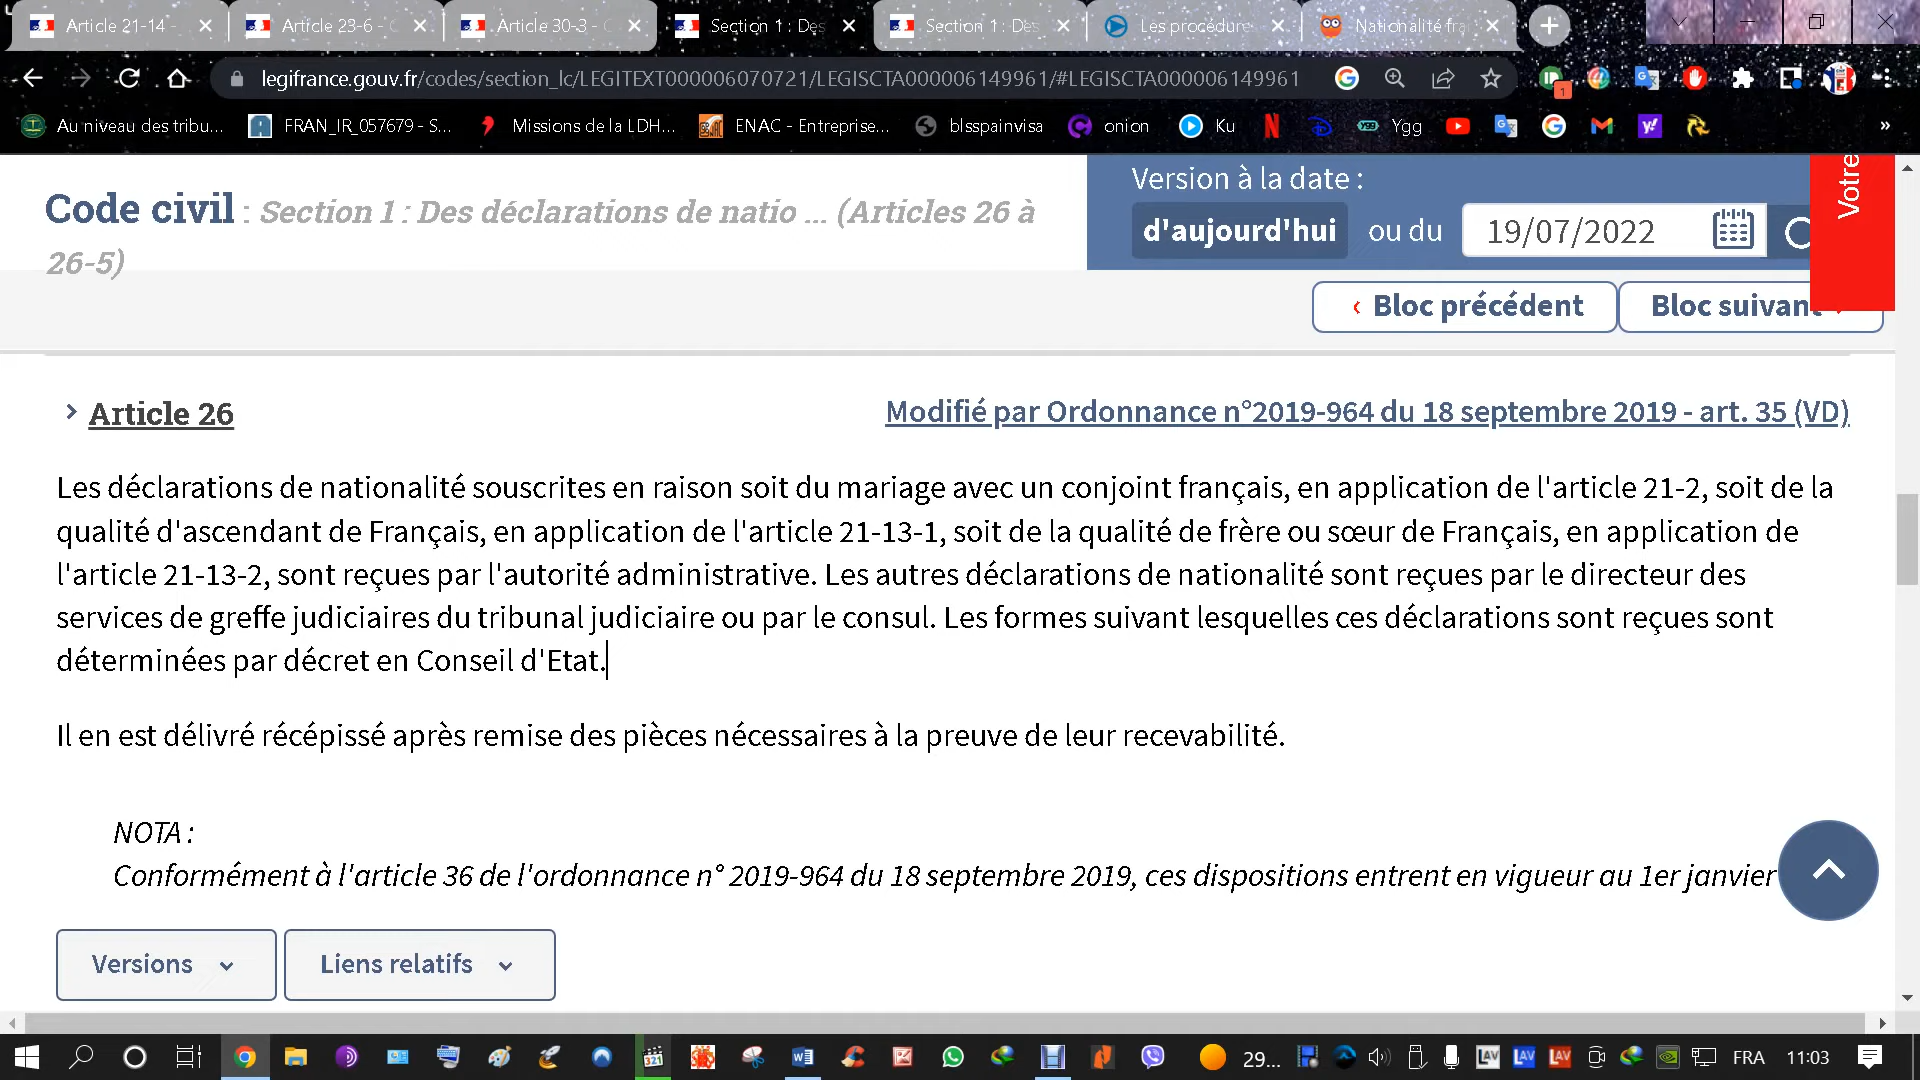 Article 21-14 -
Article 23-6 - C
Article 30-3 - C
Section 1 : Des
Section 1 : Des
Les procédure
Nationalité fra
legifrance.gouv.fr/codes/section_lc/LEGITEXT000006070721/LEGISCTA000006149961/#LEGISCTA000006149961
1
Au niveau des tribu...
FRAN_IR_057679 - S...
Missions de la LDH...
ENAC - Entreprise...
blsspainvisa
onion
Ku
Ygg
»
Code civil : Section 1 : Des déclarations de natio ... (Articles 26 à
26-5)
Version à la date :
d'aujourd'hui ou du 19/07/2022
Votre
Bloc précédent
Bloc suivant
Article 26
Modifié par Ordonnance n°2019-964 du 18 septembre 2019 - art. 35 (VD)
Les déclarations de nationalité souscrites en raison soit du mariage avec un conjoint français, en application de l'article 21-2, soit de la
qualité d'ascendant de Français, en application de l'article 21-13-1, soit de la qualité de frère ou sœur de Français, en application de
l'article 21-13-2, sont reçues par l'autorité administrative. Les autres déclarations de nationalité sont reçues par le directeur des
services de greffe judiciaires du tribunal judiciaire ou par le consul. Les formes suivant lesquelles ces déclarations sont reçues sont
déterminées par décret en Conseil d'Etat.
Il en est délivré récépissé après remise des pièces nécessaires à la preuve de leur recevabilité.
NOTA :
Conformément à l'article 36 de l'ordonnance n° 2019-964 du 18 septembre 2019, ces dispositions entrent en vigueur au 1er janvier
Versions
Liens relatifs
321
29...
LAV
LAV
LAV
FRA
11:03